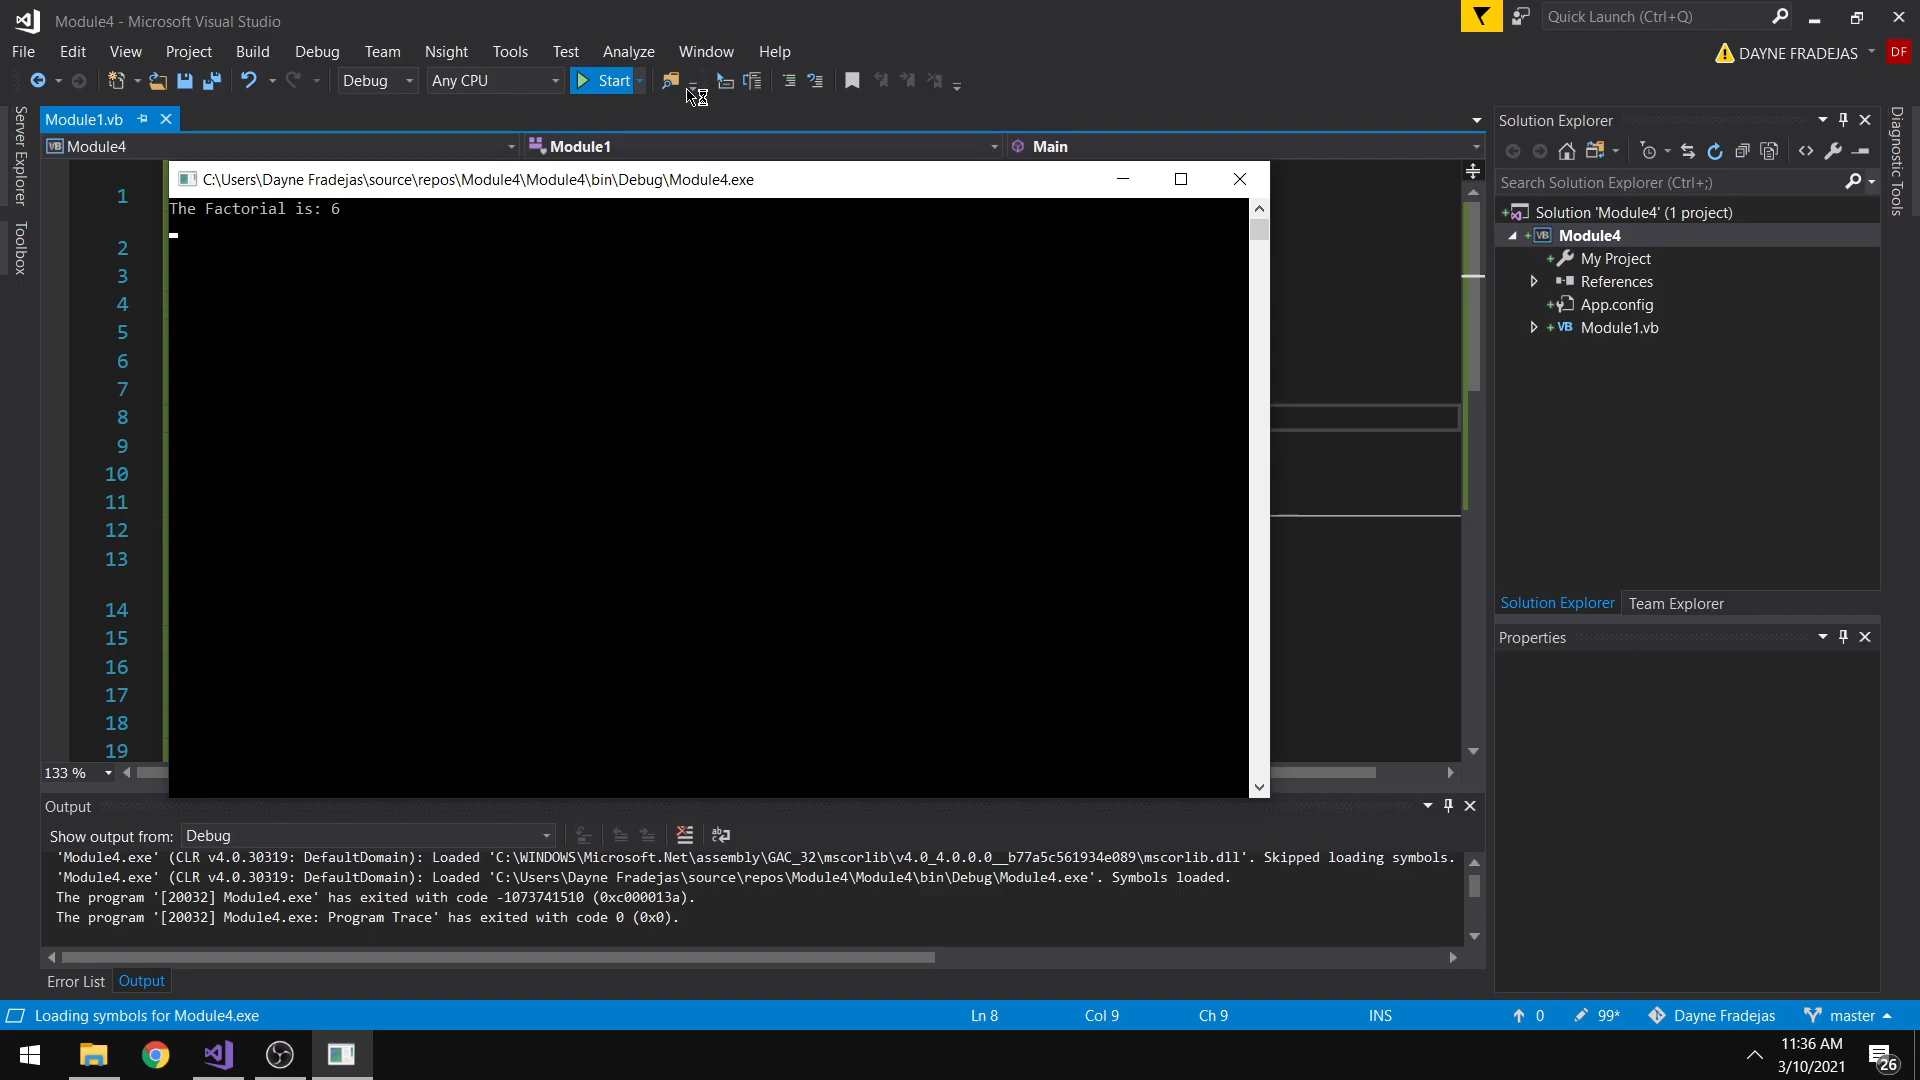 Module4 - Microsoft Visual Studio
Quick Launch (Ctrl+Q)
File Edit View Project Build Debug Team Nsight Tools Test Analyze Window Help
DAYNE FRADEJAS DF
Debug Any CPU Start
Server Explorer
Toolbox
Module1.vb
Module4 Module1 Main
C:\Users\Dayne Fradejas\source\repos\Module4\Module4\bin\Debug\Module4.exe
The Factorial is: 6
1
2
3
4
5
6
7
8
9
10
11
12
13
14
15
16
17
18
19
133 %
Solution Explorer
Search Solution Explorer (Ctrl+;)
Solution 'Module4' (1 project)
VB Module4
My Project
References
App.config
VB Module1.vb
Solution Explorer Team Explorer
Properties
Diagnostic Tools
Output
Show output from: Debug
'Module4.exe' (CLR v4.0.30319: DefaultDomain): Loaded 'C:\WINDOWS\Microsoft.Net\assembly\GAC_32\mscorlib\v4.0_4.0.0.0__b77a5c561934e089\mscorlib.dll'. Skipped loading symbols.
'Module4.exe' (CLR v4.0.30319: DefaultDomain): Loaded 'C:\Users\Dayne Fradejas\source\repos\Module4\Module4\bin\Debug\Module4.exe'. Symbols loaded.
The program '[20032] Module4.exe' has exited with code -1073741510 (0xc000013a).
The program '[20032] Module4.exe: Program Trace' has exited with code 0 (0x0).
Error List Output
Loading symbols for Module4.exe Ln 8 Col 9 Ch 9 INS 0 99* Dayne Fradejas master
11:36 AM
3/10/2021
26